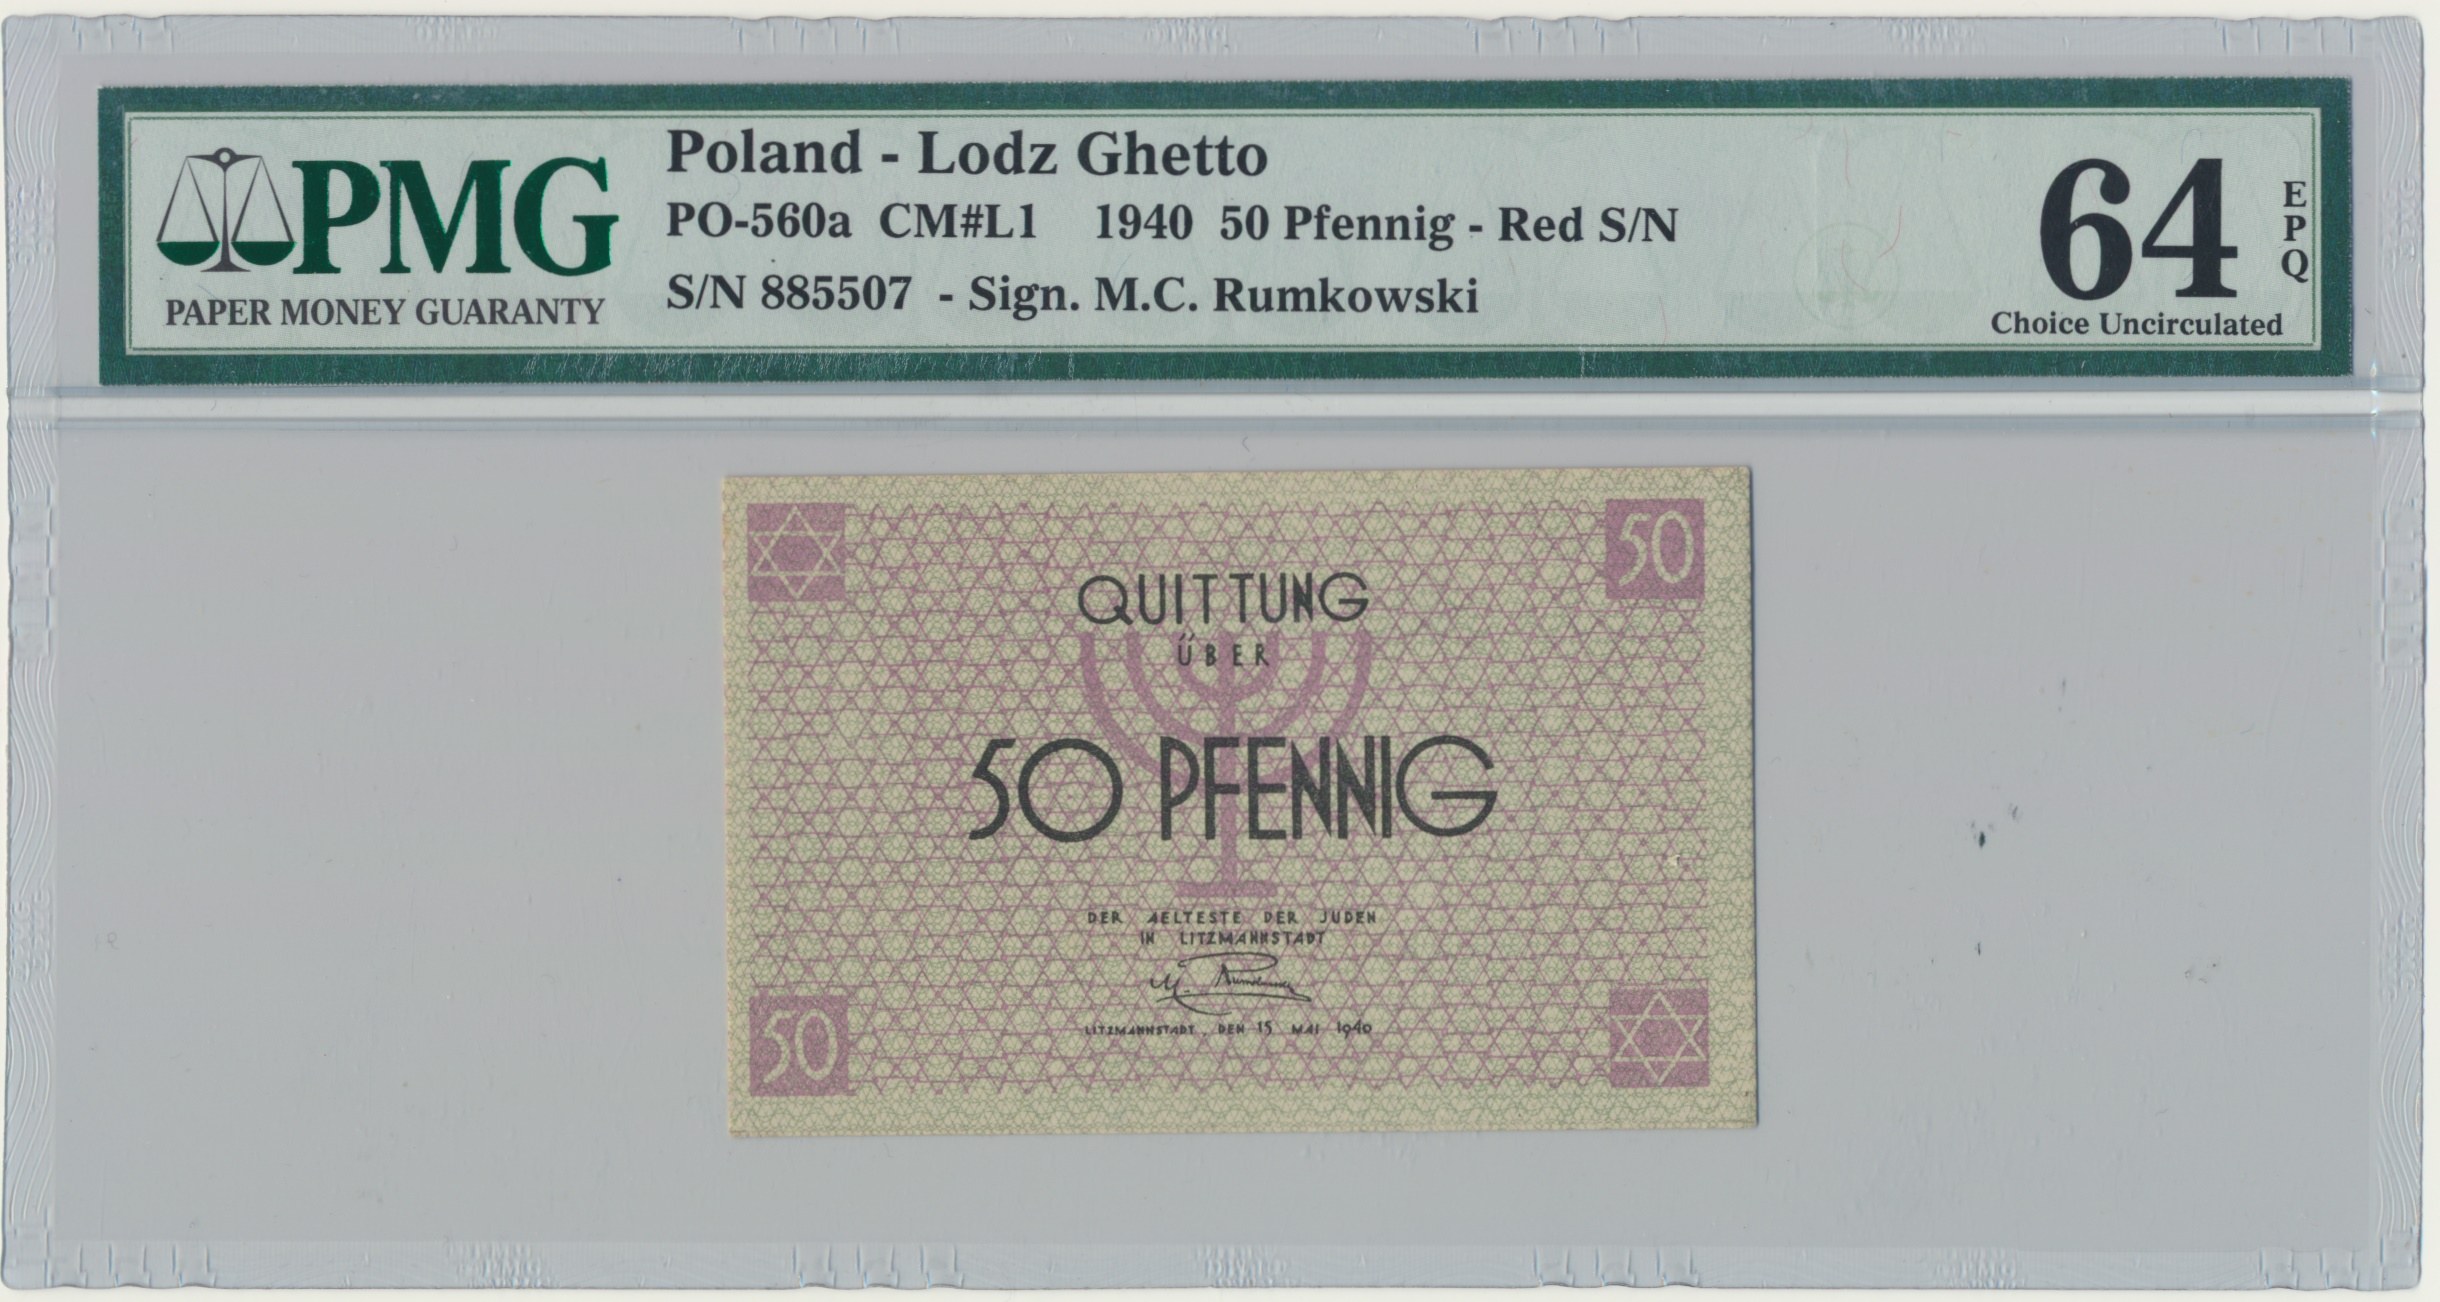 PMG
PAPER MONEY GUARANTY
Poland - Lodz Ghetto
PO-560a CM#L1 1940 50 Pfennig - Red S/N
S/N 885507 - Sign. M.C. Rumkowski
64
EPQ
Choice Uncirculated
50
QUITTUNG
ÜBER
50 PFENNIG
DER AELTESTE DER JUDEN
IN LITZMANNSTADT
M. Rumkowski
50
LITZMANNSTADT, DEN 15 MAI 1940